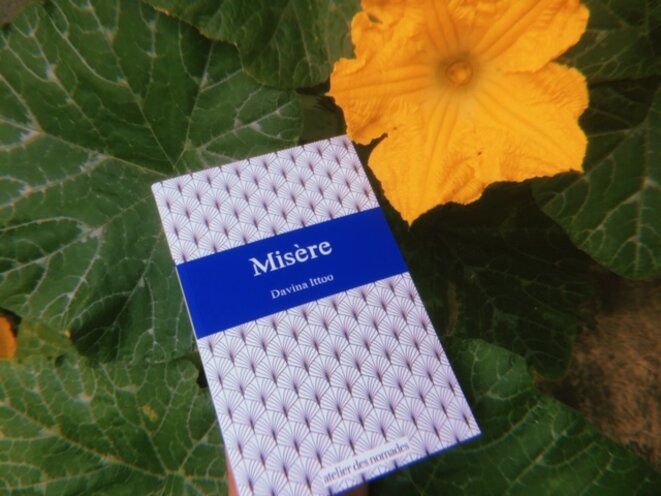 Misère
Davina Ittoo
atelier des nomades